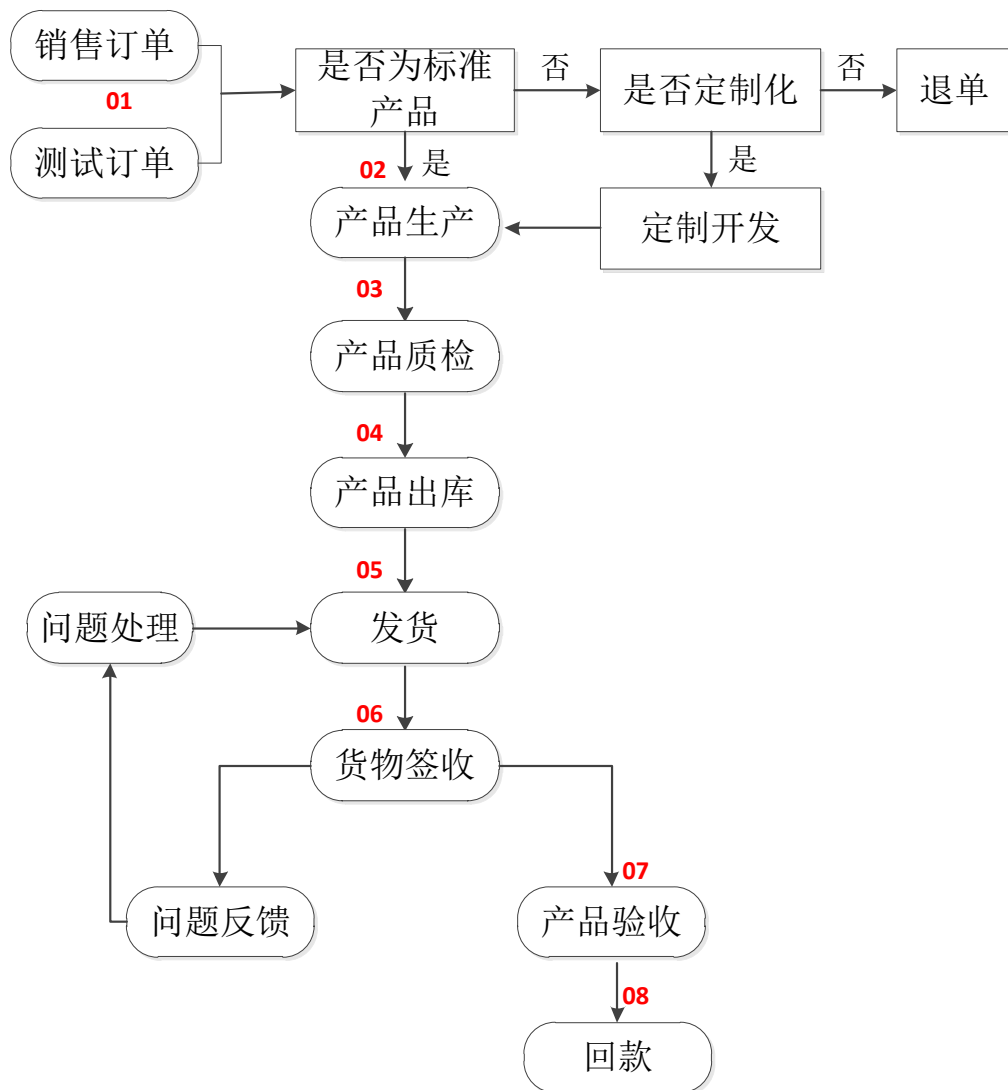 销售订单
01
测试订单
是否为标准
产品
否
是否定制化
否
退单
02
是
是
产品生产
定制开发
03
产品质检
04
产品出库
05
问题处理
发货
06
货物签收
07
问题反馈
产品验收
08
回款